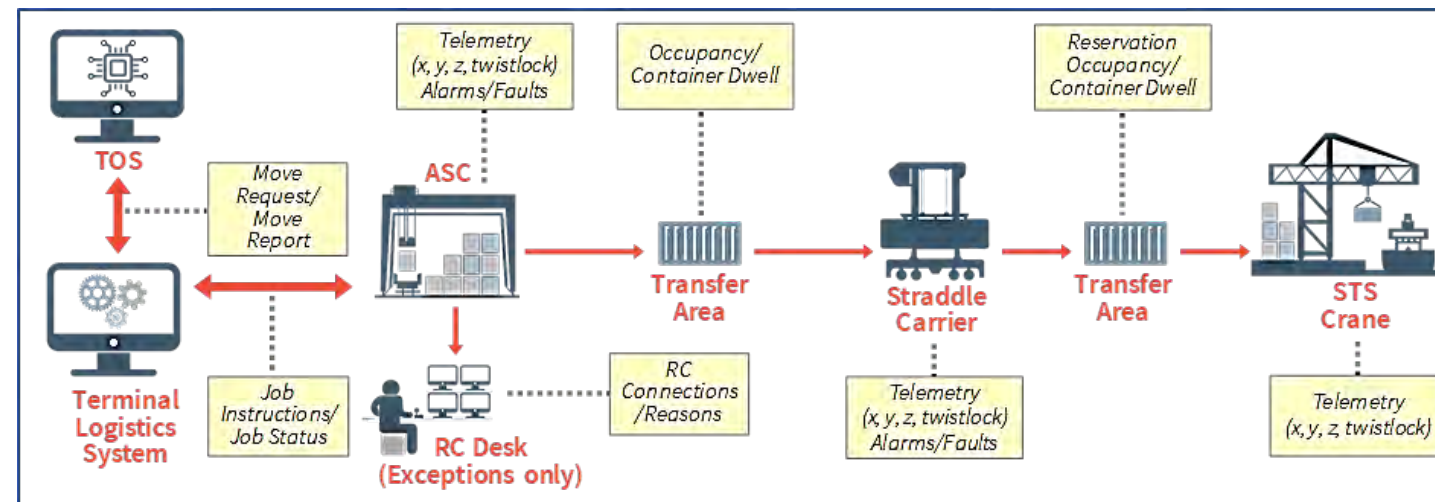 TOS
Move
Request/
Move
Report
Terminal
Logistics
System
Job
Instructions/
Job Status
Telemetry
(x, y, z, twistlock)
Alarms/Faults
ASC
RC Desk
(Exceptions only)
RC
Connections
/Reasons
Occupancy/
Container Dwell
Transfer
Area
Straddle
Carrier
Telemetry
(x, y, z, twistlock)
Alarms/Faults
Reservation
Occupancy/
Container Dwell
Transfer
Area
STS
Crane
Telemetry
(x, y, z, twistlock)